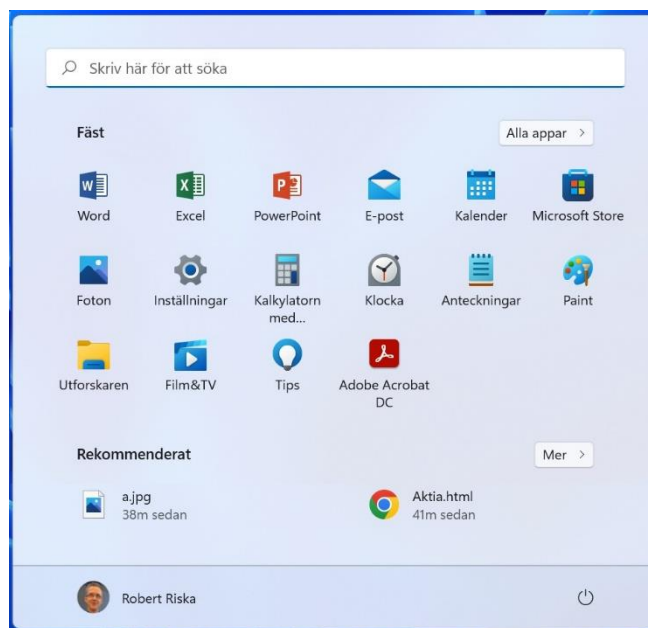 Skriv här för att söka
Fäst
Alla appar
Word Excel PowerPoint E-post Kalender Microsoft Store
Foton Inställningar Kalkylatorn med... Klocka Anteckningar Paint
Utforskaren Film&TV Tips Adobe Acrobat DC
Rekommenderat
Mer
a.jpg
38m sedan
Aktia.html
41m sedan
Robert Riska